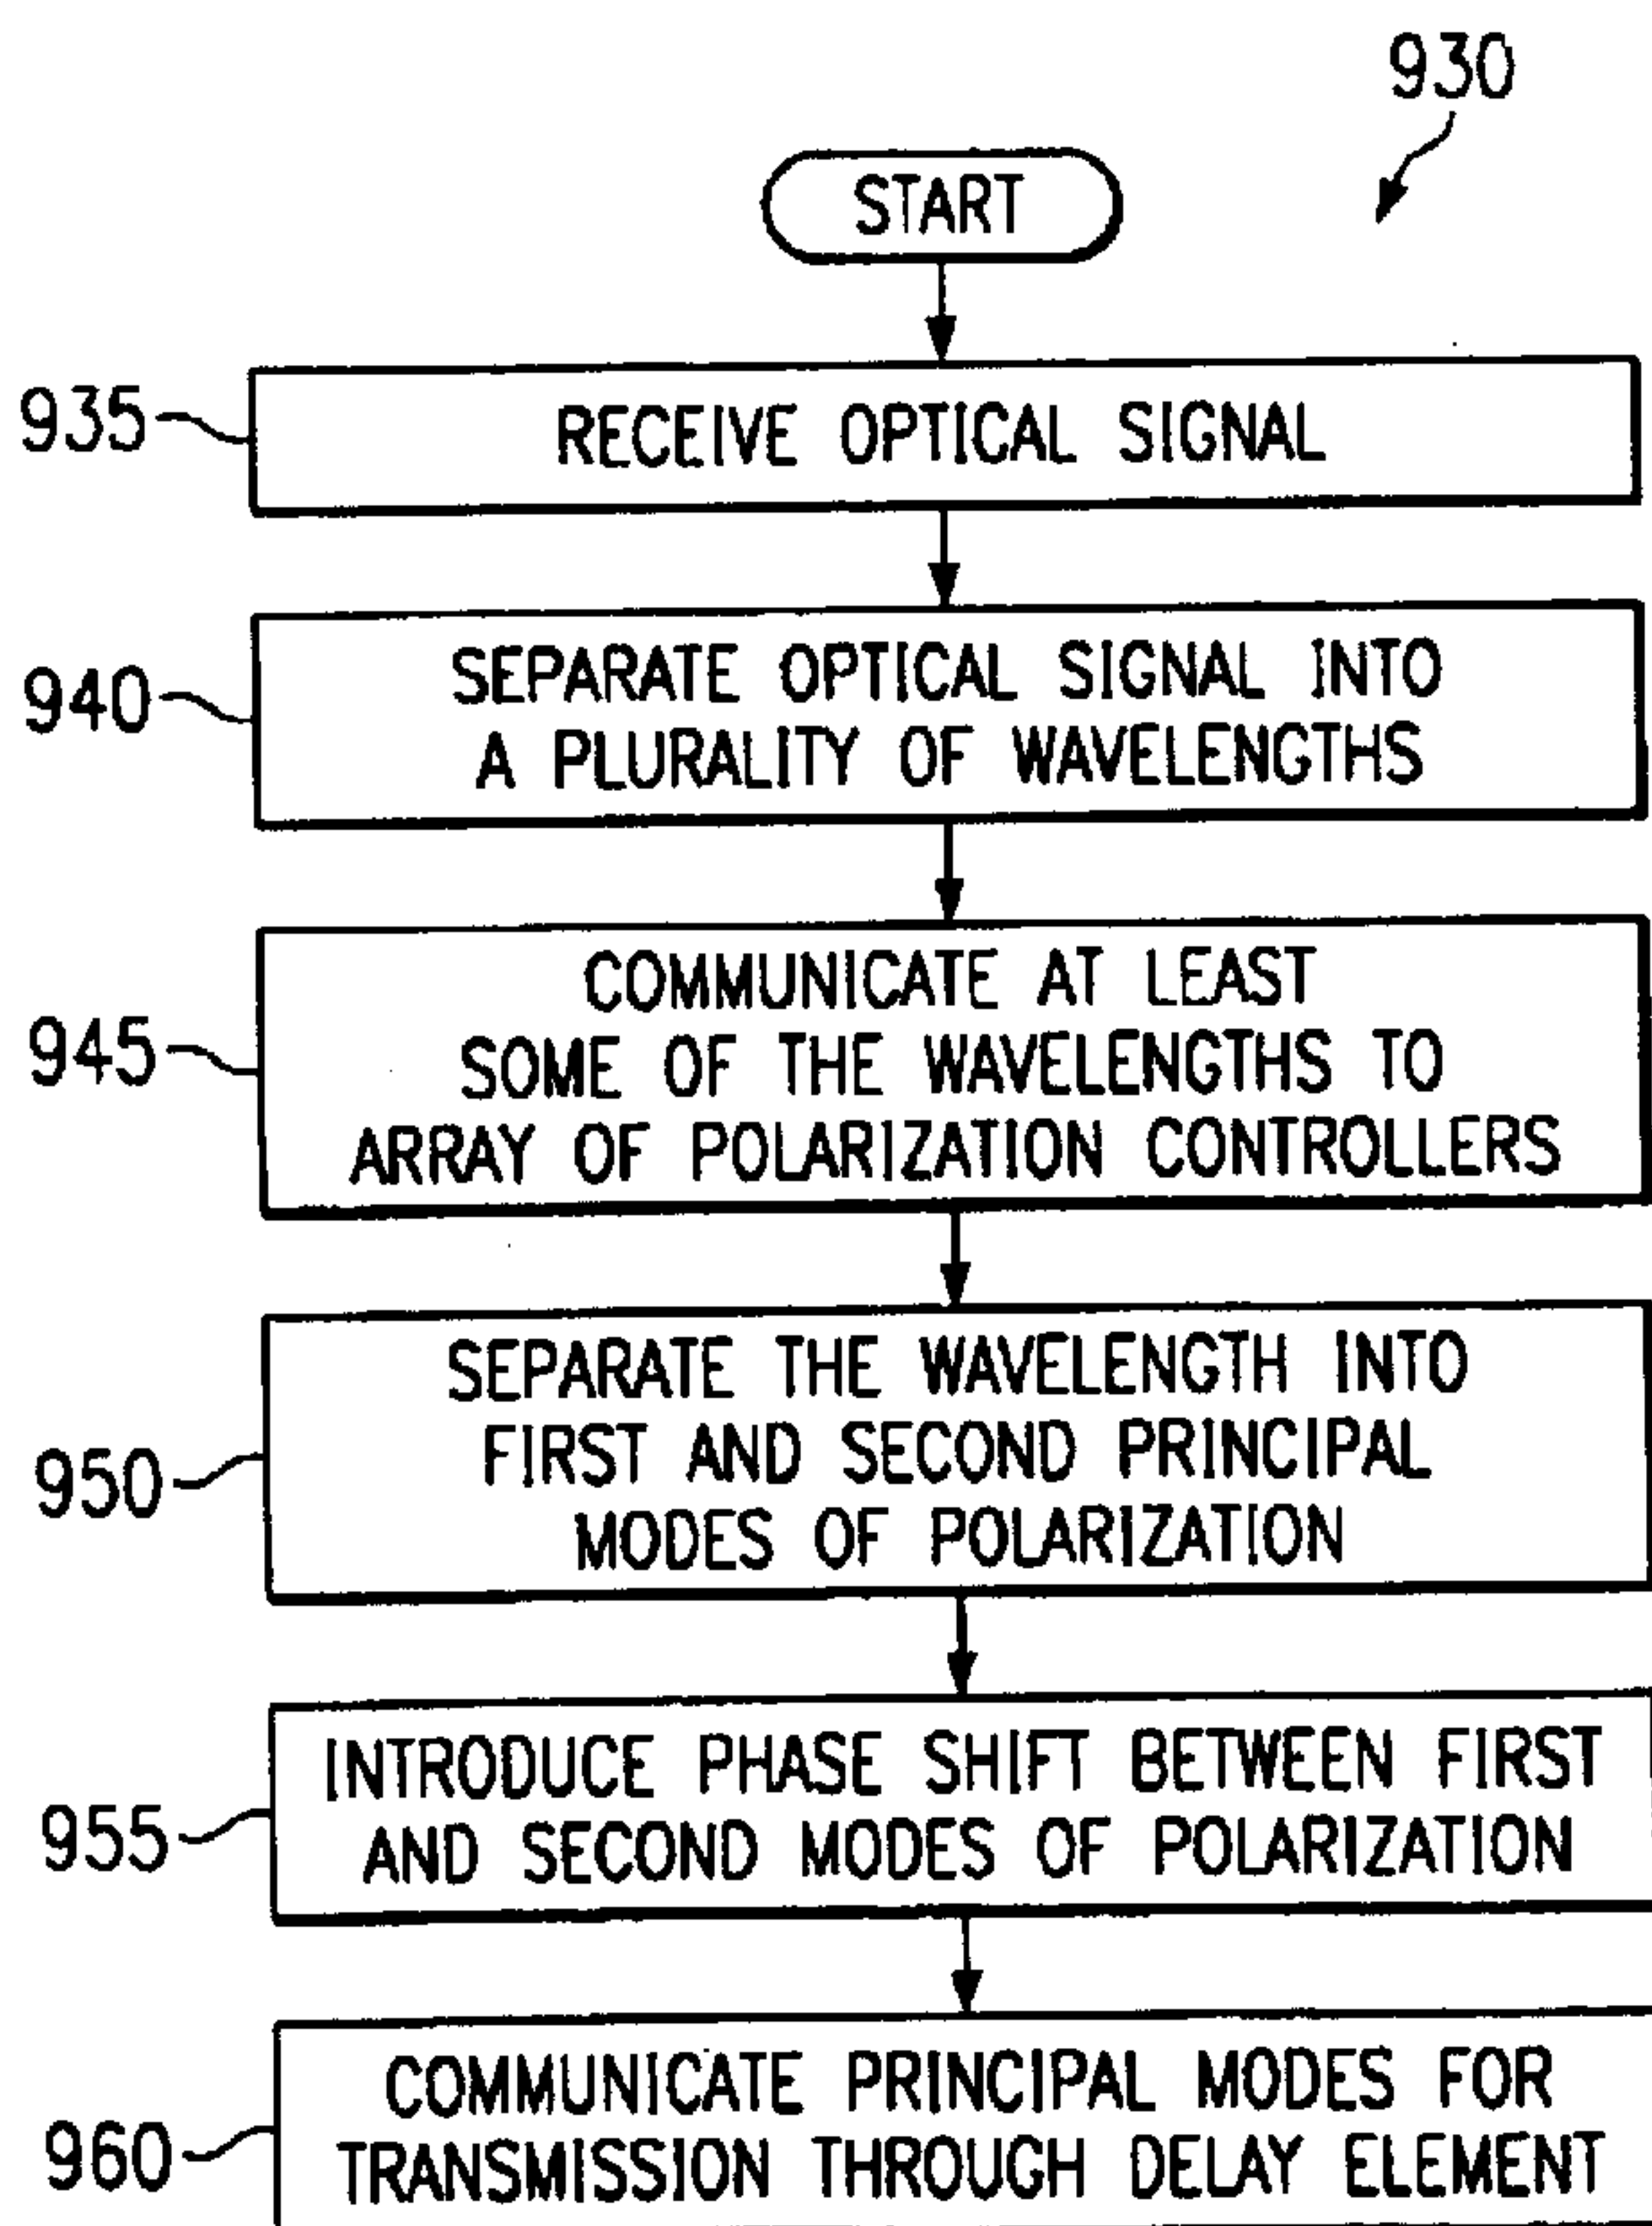 930
START
935
RECEIVE OPTICAL SIGNAL
940
SEPARATE OPTICAL SIGNAL INTO
A PLURALITY OF WAVELENGTHS
945
COMMUNICATE AT LEAST
SOME OF THE WAVELENGTHS TO
ARRAY OF POLARIZATION CONTROLLERS
950
SEPARATE THE WAVELENGTH INTO
FIRST AND SECOND PRINCIPAL
MODES OF POLARIZATION
955
INTRODUCE PHASE SHIFT BETWEEN FIRST
AND SECOND MODES OF POLARIZATION
960
COMMUNICATE PRINCIPAL MODES FOR
TRANSMISSION THROUGH DELAY ELEMENT